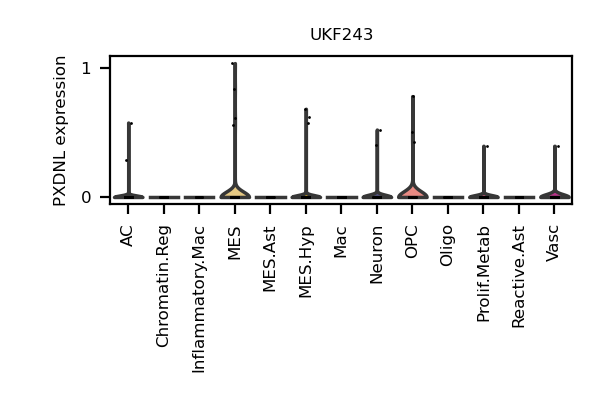 UKF243
PXDNL expression
1
0
AC
Chromatin.Reg
Inflammatory.Mac
MES
MES.Ast
MES.Hyp
Mac
Neuron
OPC
Oligo
Prolif.Metab
Reactive.Ast
Vasc